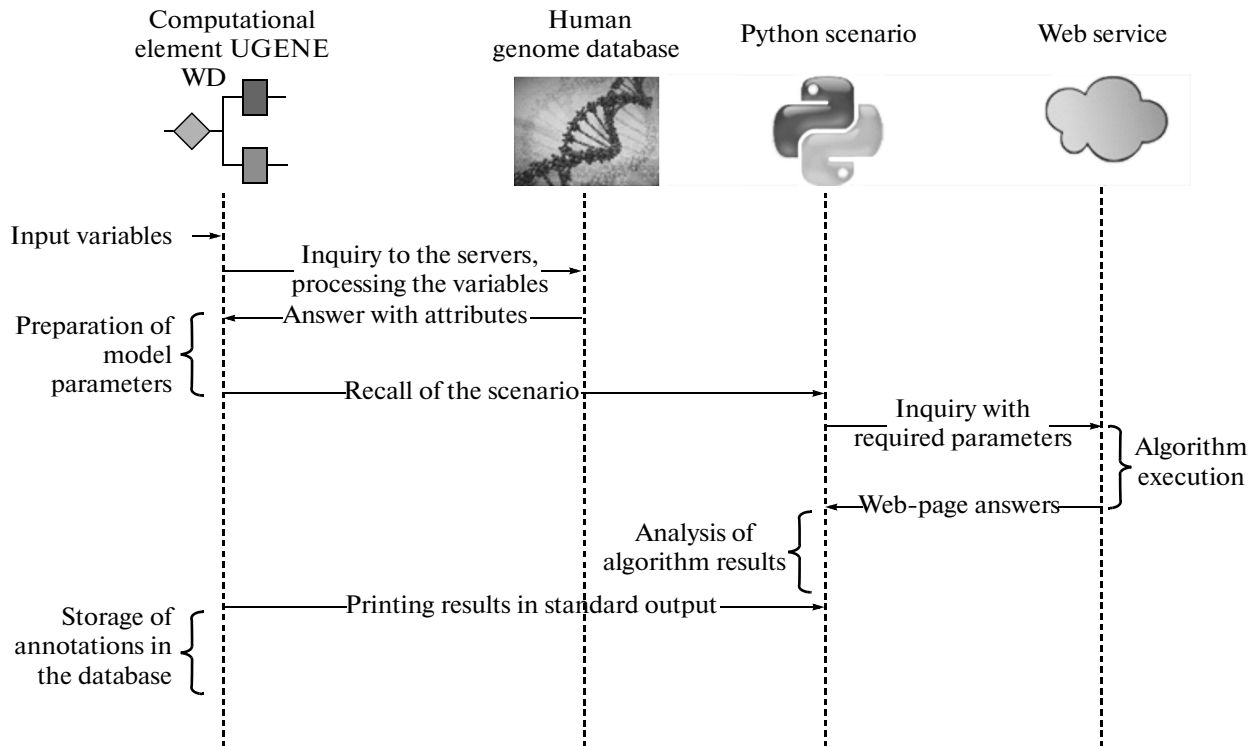 Computational
element UGENE
WD
Human
genome database
Python scenario
Web service
Input variables
Inquiry to the servers,
processing the variables
Answer with attributes
Preparation of
model
parameters
Recall of the scenario
Inquiry with
required parameters
Algorithm
execution
Web-page answers
Analysis of
algorithm results
Printing results in standard output
Storage of
annotations in
the database